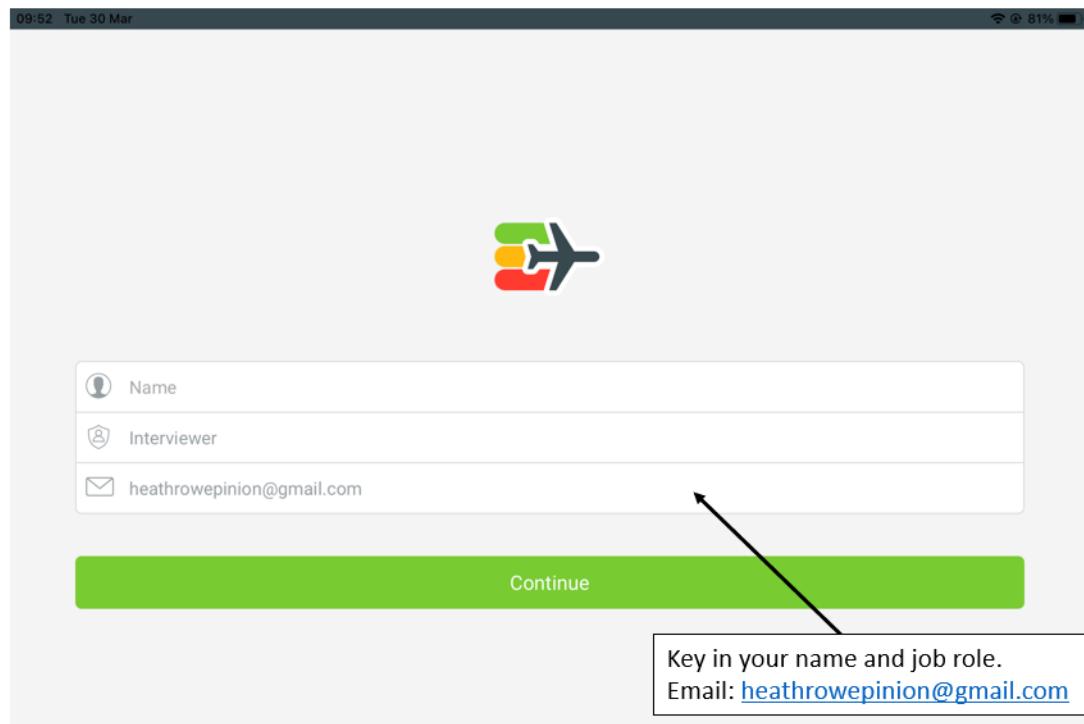 09:52 Tue 30 Mar
81%
Name
Interviewer
heathrowepinion@gmail.com
Continue
Key in your name and job role.
Email: heathrowepinion@gmail.com